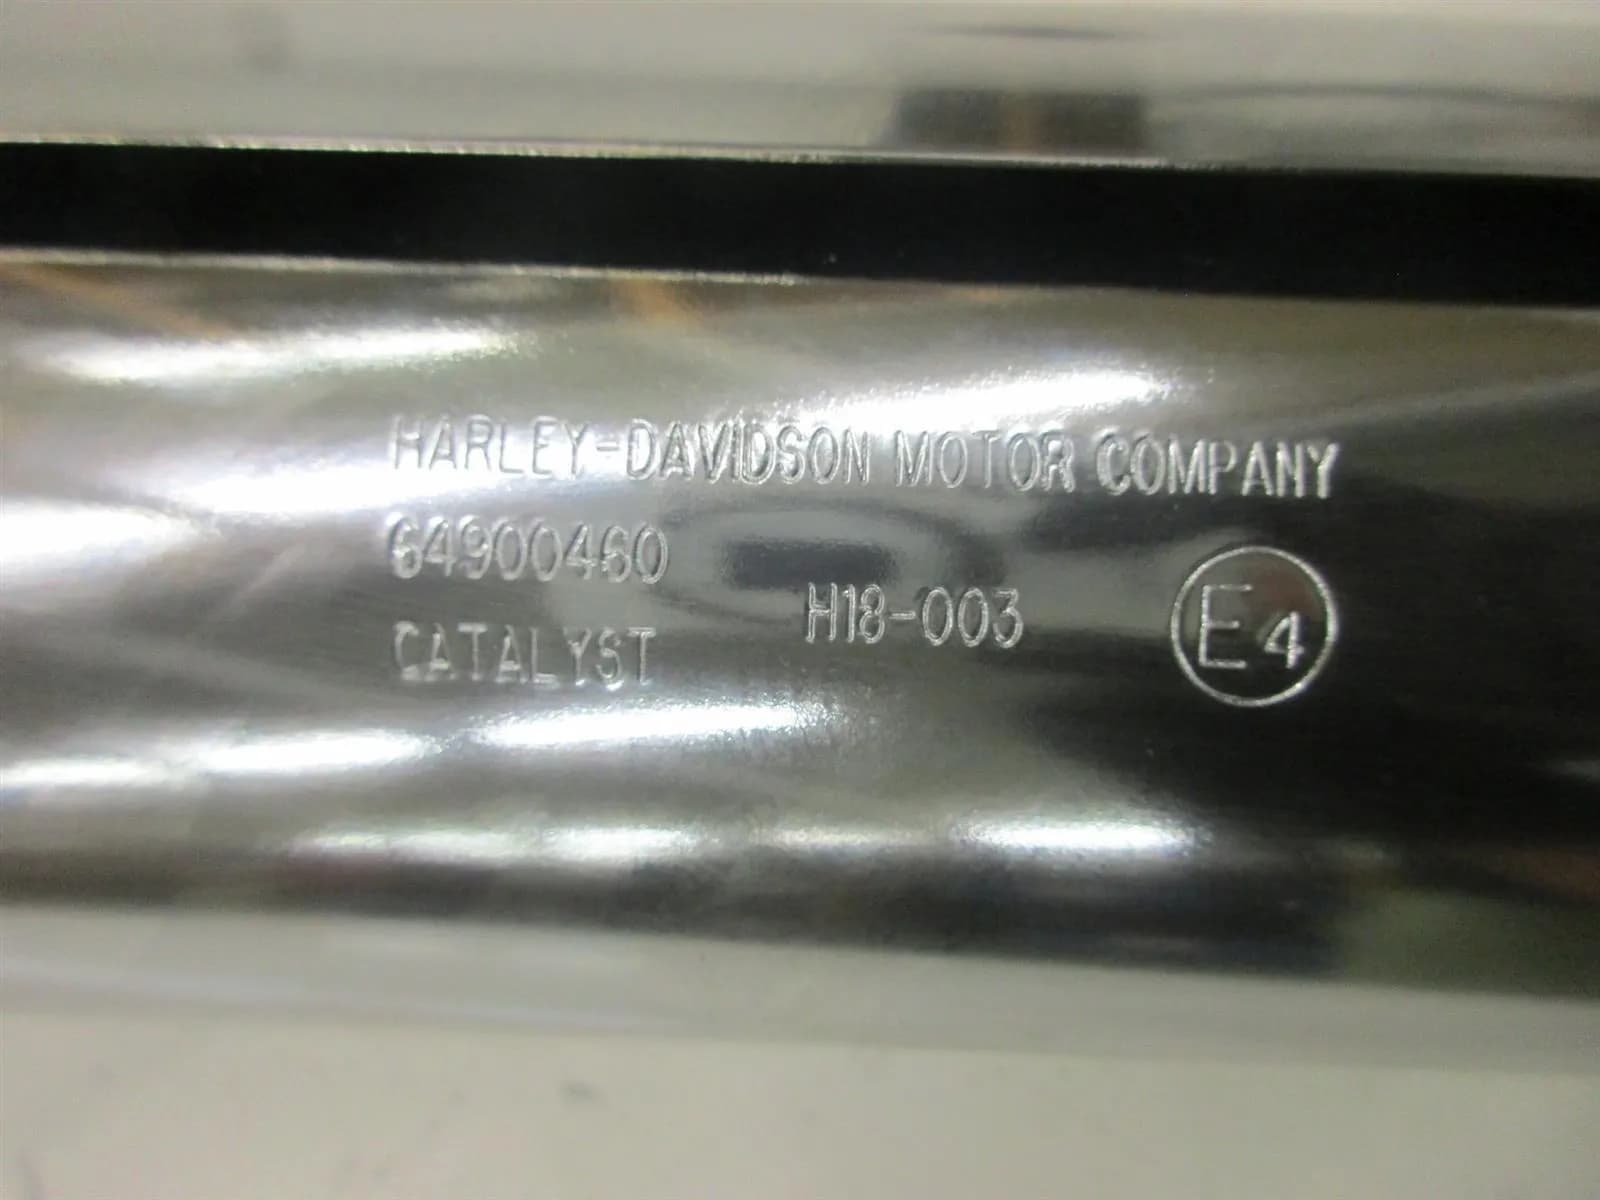 HARLEY-DAVIDSON MOTOR COMPANY
64900460
CATALYST
H18-003
E4